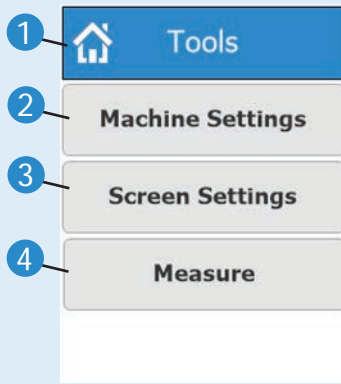 1 Tools
2 Machine Settings
3 Screen Settings
4 Measure